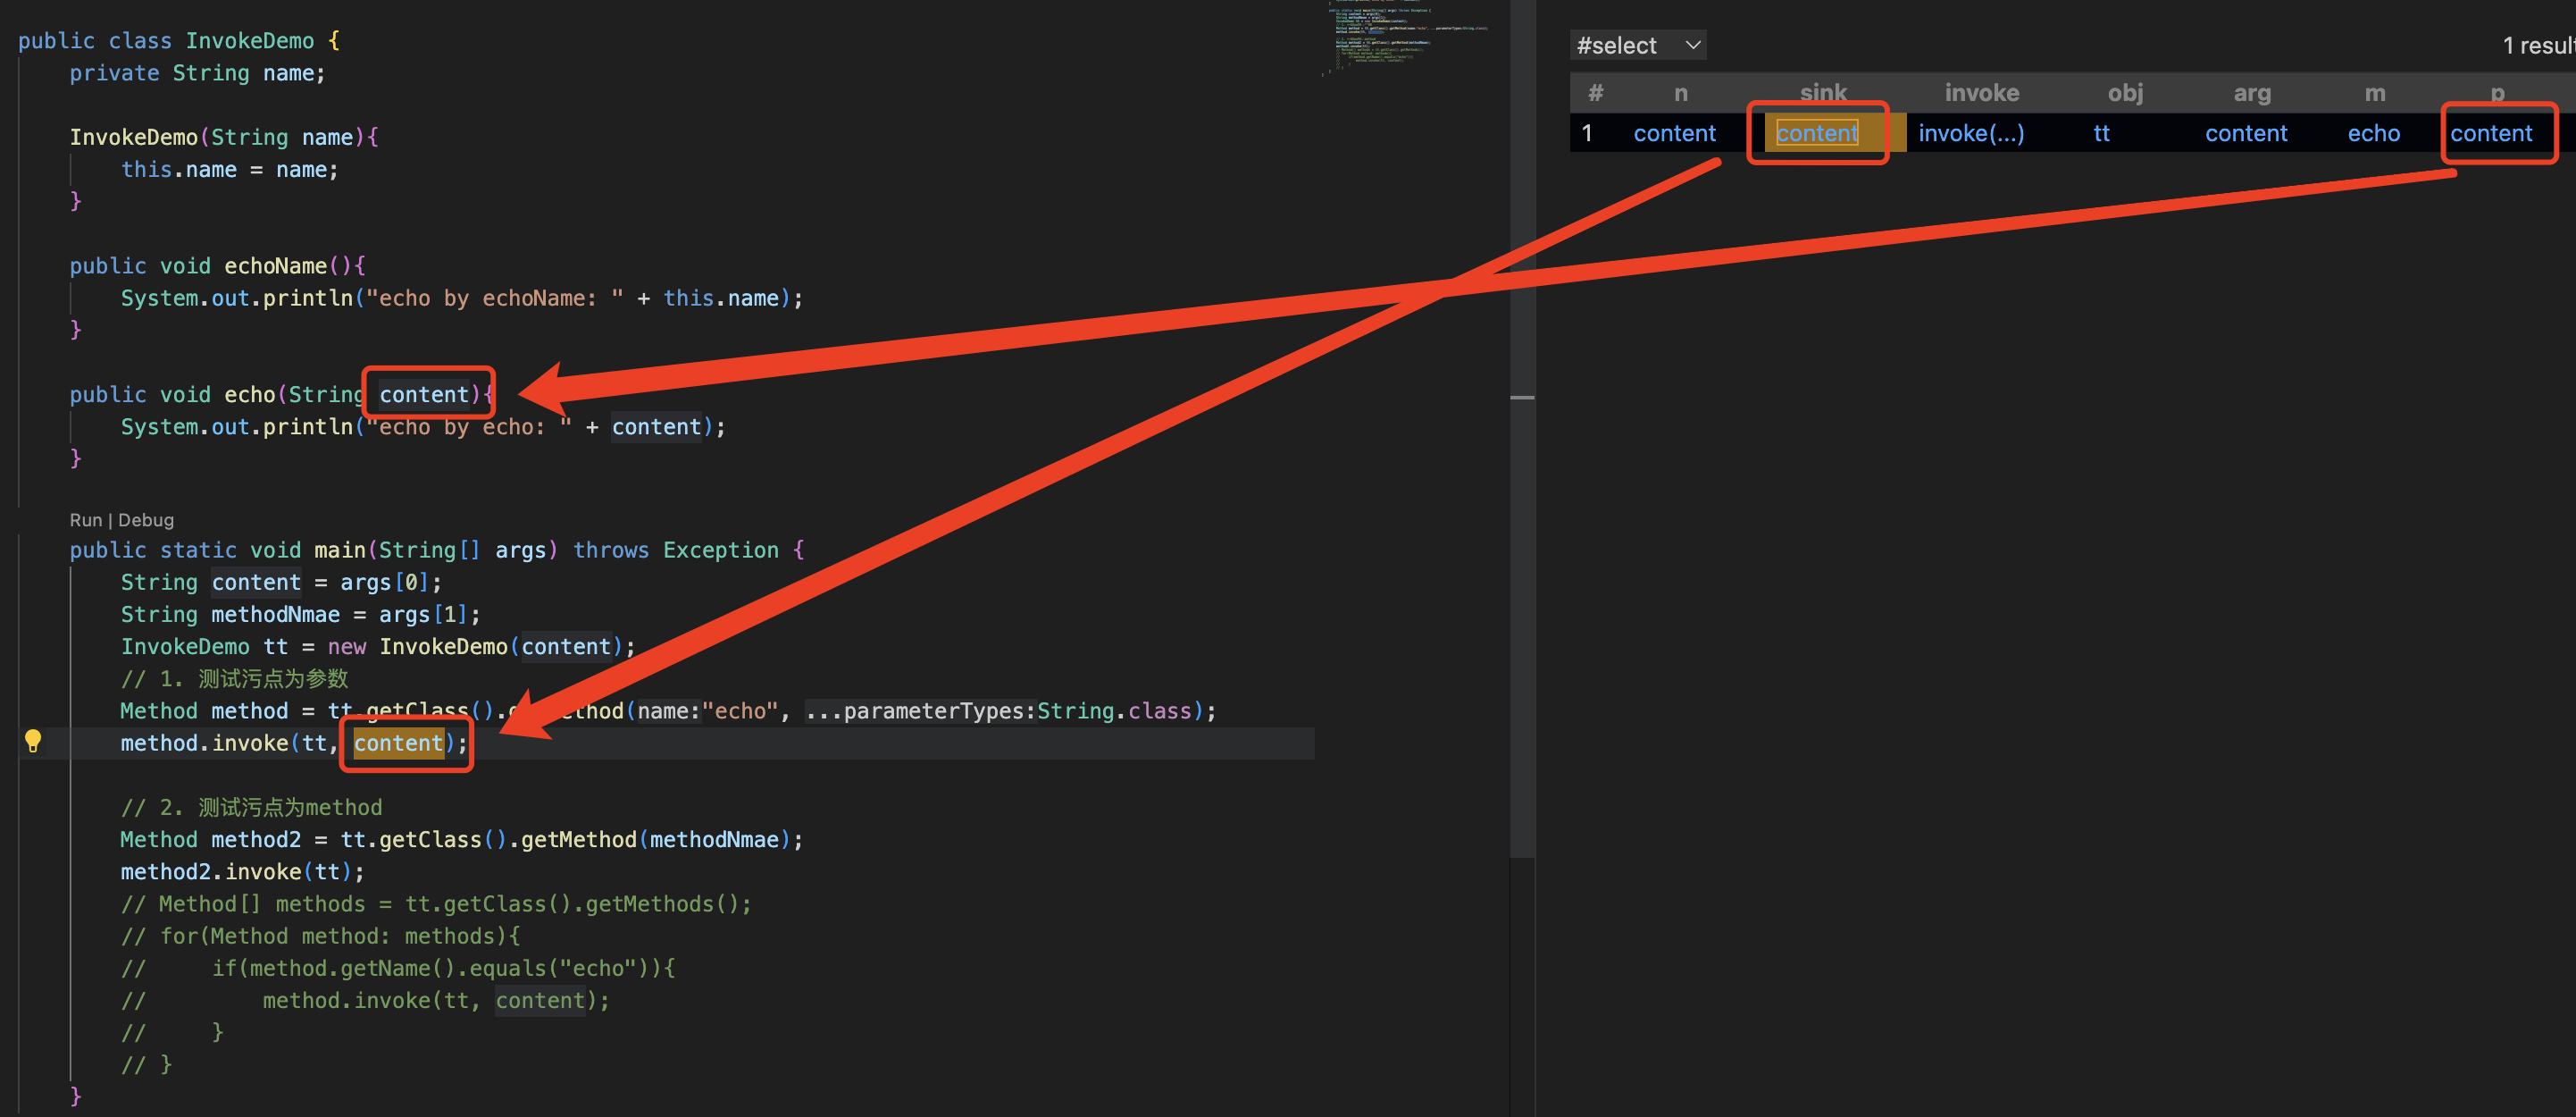 public class InvokeDemo {
private String name;
InvokeDemo(String name){
this.name = name;
}
public void echoName(){
System.out.println("echo by echoName: " + this.name);
}
public void echo(String content){
System.out.println("echo by echo: " + content);
}
Run | Debug
public static void main(String[] args) throws Exception {
String content = args[0];
String methodNmae = args[1];
InvokeDemo tt = new InvokeDemo(content);
// 1. 测试污点为参数
Method method = tt.getClass().getMethod(name:"echo", ...parameterTypes:String.class);
method.invoke(tt, content);
// 2. 测试污点为method
Method method2 = tt.getClass().getMethod(methodNmae);
method2.invoke(tt);
// Method[] methods = tt.getClass().getMethods();
// for(Method method: methods){
// if(method.getName().equals("echo")){
// method.invoke(tt, content);
// }
// }
}
#select
1 result
# n sink invoke obj arg m p
1 content content invoke(...) tt content echo content